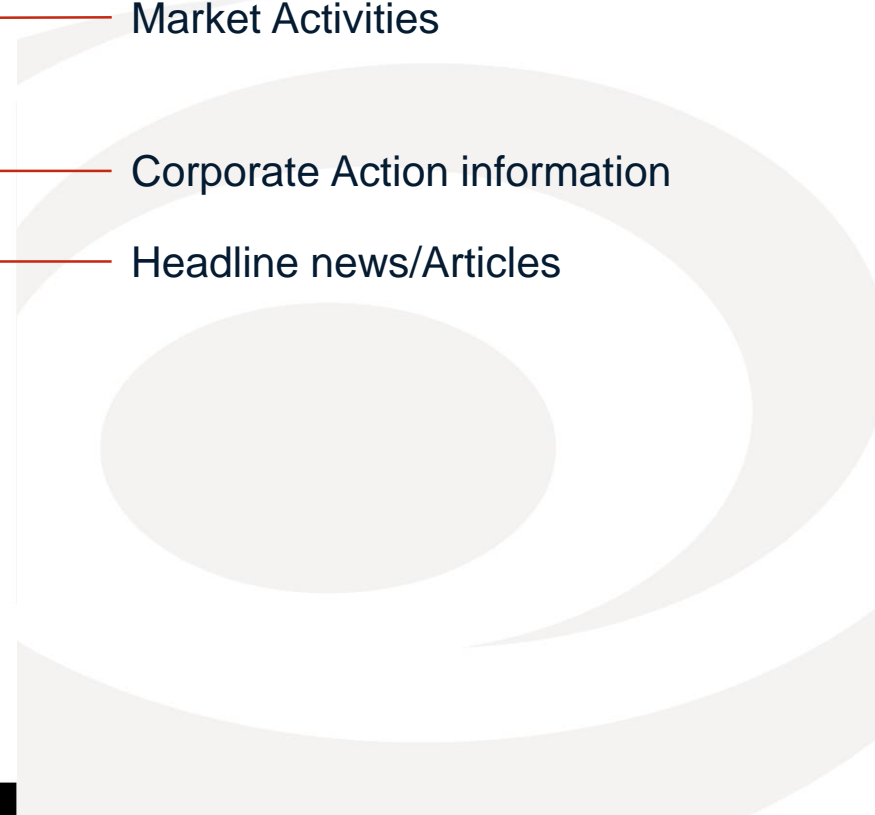 Market Activities
Corporate Action information
Headline news/Articles